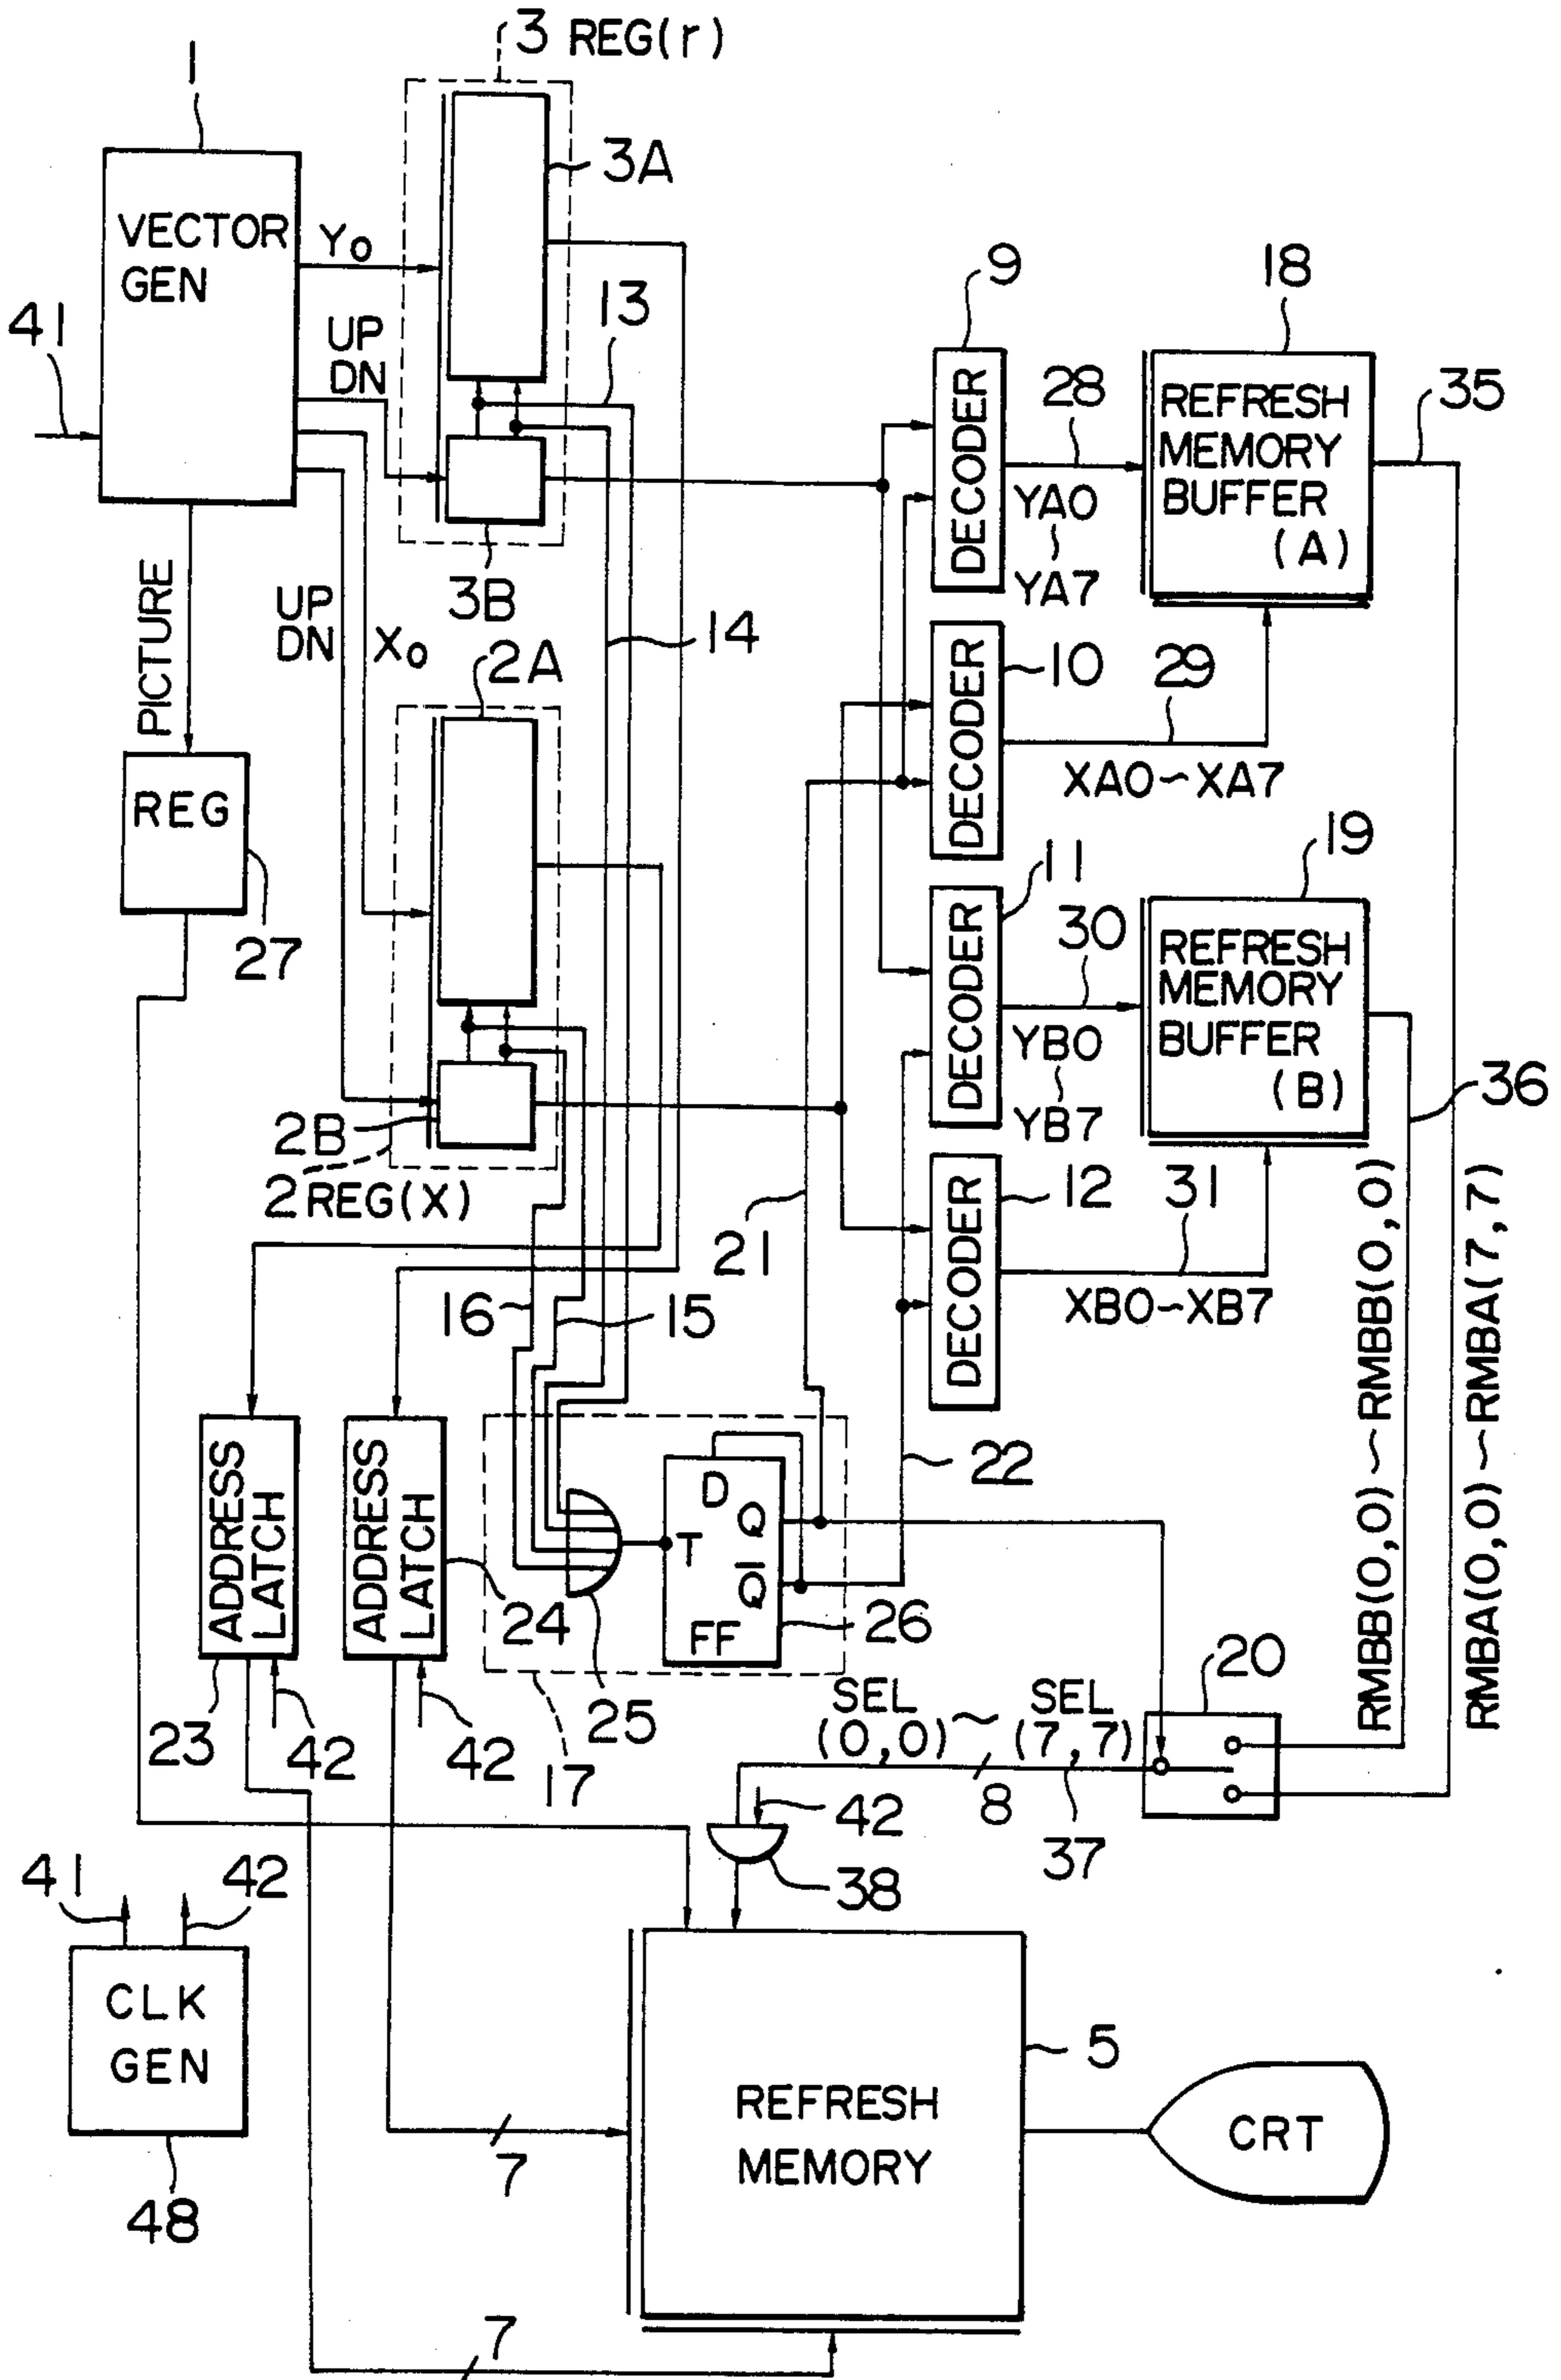 3 REG(r)
1
3A
VECTOR
GEN
Y0
UP
DN
41
13
9
18
DECODER
28
YA0
~
YA7
REFRESH
MEMORY
BUFFER
(A)
35
3B
UP
DN
X0
14
PICTURE
2A
DECODER
10
29
XA0~XA7
REG
27
11
19
DECODER
30
YB0
~
YB7
REFRESH
MEMORY
BUFFER
(B)
36
2B
2 REG(X)
21
DECODER
12
31
XB0~XB7
16
15
RMBB(0,0)~RMBB(0,0)
RMBA(0,0)~RMBA(7,7)
22
ADDRESS
LATCH
23
42
ADDRESS
LATCH
24
42
D
Q
T
Q̅
FF
26
25
17
20
SEL
(0,0)
~
SEL
(7,7)
8
37
42
38
41
42
CLK
GEN
48
5
REFRESH
MEMORY
CRT
7
7